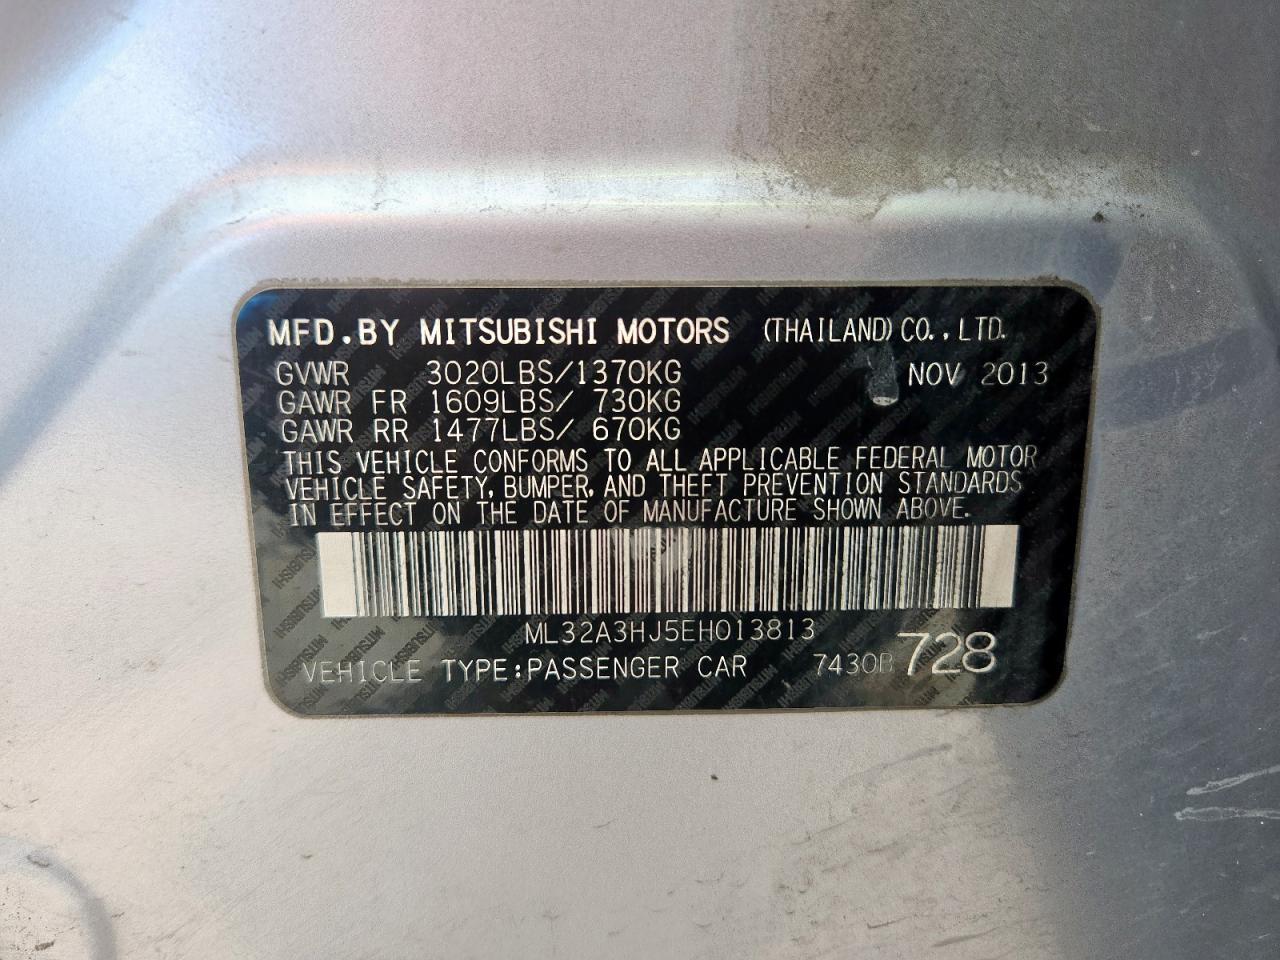 MFD.BY MITSUBISHI MOTORS (THAILAND)CO.,LTD.
GVWR 3020LBS/1370KG NOV 2013
GAWR FR 1609LBS/ 730KG
GAWR RR 1477LBS/ 670KG
THIS VEHICLE CONFORMS TO ALL APPLICABLE FEDERAL MOTOR
VEHICLE SAFETY, BUMPER, AND THEFT PREVENTION STANDARDS
IN EFFECT ON THE DATE OF MANUFACTURE SHOWN ABOVE.
ML32A3HJ5EH013813
VEHICLE TYPE:PASSENGER CAR 7430B 728